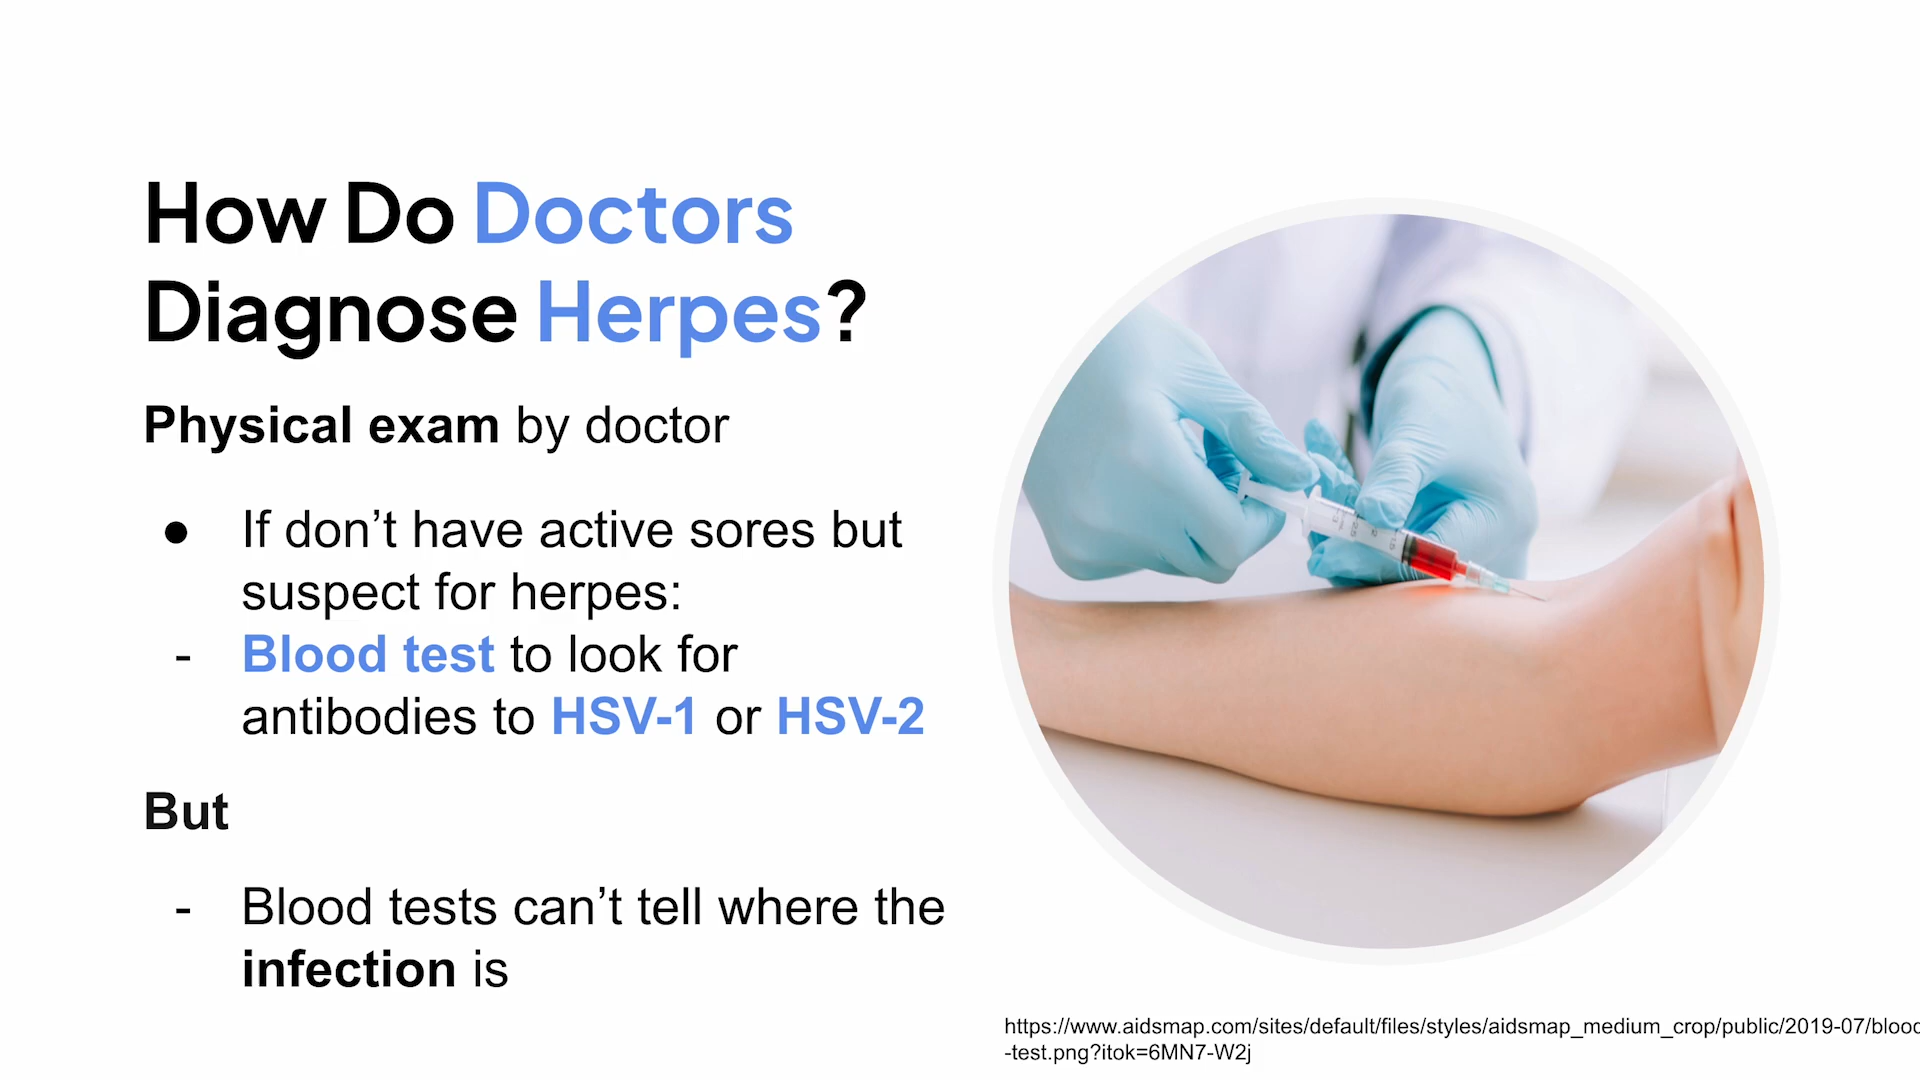 How Do Doctors
Diagnose Herpes?
Physical exam by doctor
● If don’t have active sores but
suspect for herpes:
- Blood test to look for
antibodies to HSV-1 or HSV-2
But
- Blood tests can’t tell where the
infection is
https://www.aidsmap.com/sites/default/files/styles/aidsmap_medium_crop/public/2019-07/blood
-test.png?itok=6MN7-W2j